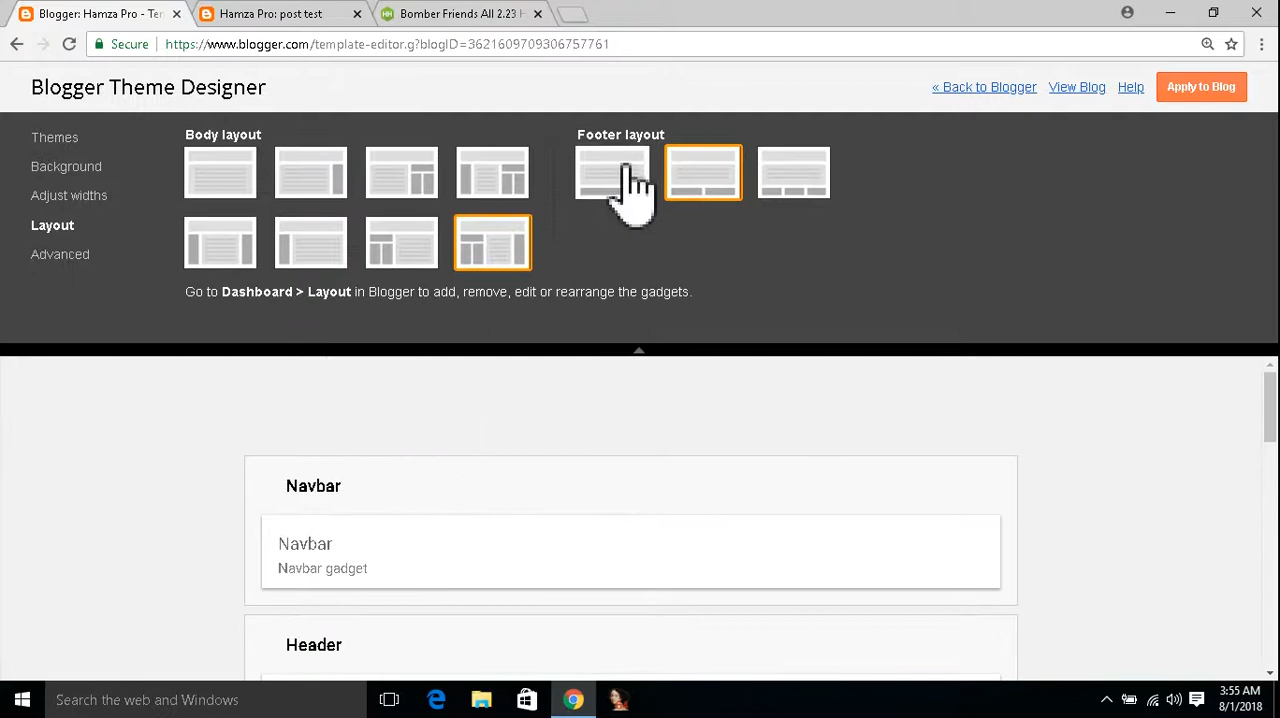 Blogger: Hamza Pro - Ten
Hamza Pro: post test
Bomber Friends All 2.23 H
Secure
https://www.blogger.com/template-editor.g?blogID=3621609709306757761
Blogger Theme Designer
« Back to Blogger
View Blog
Help
Apply to Blog
Themes
Background
Adjust widths
Layout
Advanced
Body layout
Footer layout
Go to Dashboard > Layout in Blogger to add, remove, edit or rearrange the gadgets.
Navbar
Navbar
Navbar gadget
Header
Search the web and Windows
3:55 AM
8/1/2018